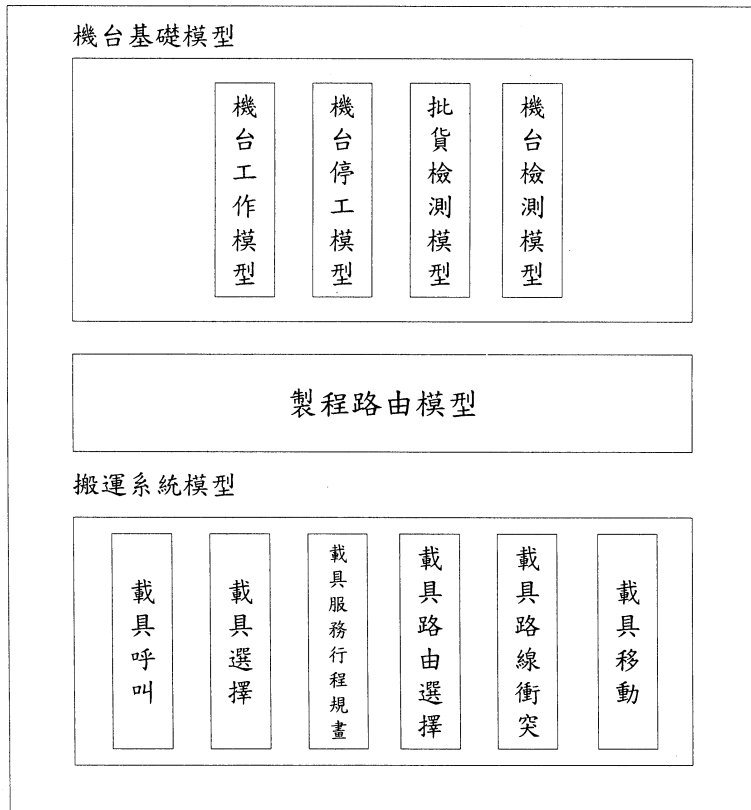 機台基礎模型
機台工作模型
機台停工模型
批貨檢測模型
機台檢測模型
製程路由模型
搬運系統模型
載具呼叫
載具選擇
載具服務行程規畫
載具路由選擇
載具路線衝突
載具移動